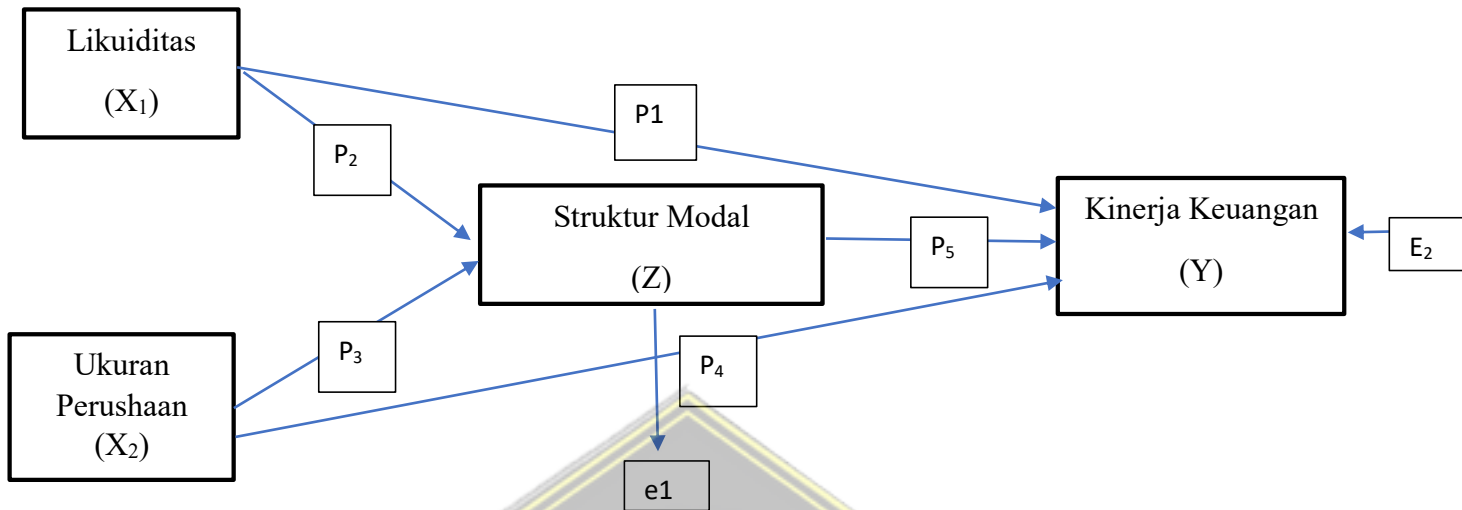 Likuiditas
(X₁)
P1
P₂
Struktur Modal
(Z)
P₅
Kinerja Keuangan
(Y)
E₂
Ukuran
Perushaan
(X₂)
P₃
P₄
e1